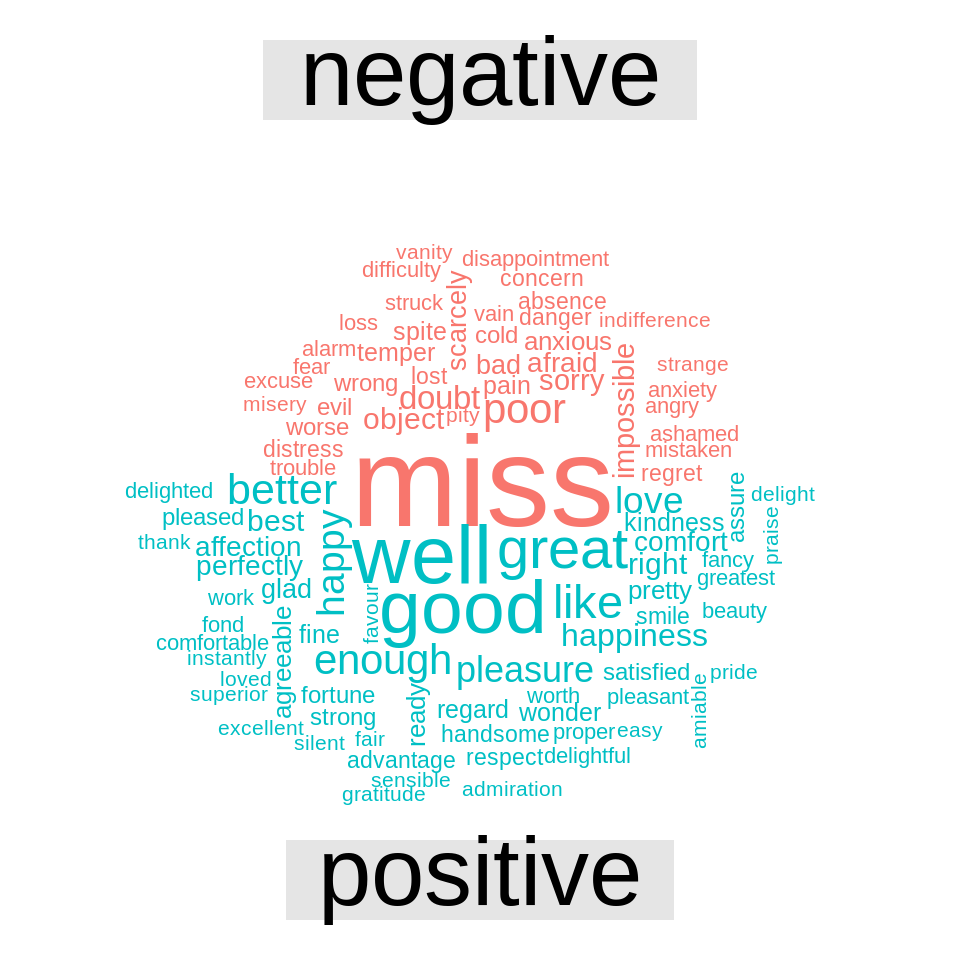 negative
vanity
disappointment
difficulty
concern
scarcely
struck
absence
vain
danger
indifference
loss
spite
cold
anxious
alarm
temper
bad
afraid
impossible
strange
fear
excuse
wrong
lost
pain
sorry
anxiety
misery
evil
doubt
angry
worse
object
pity
poor
ashamed
distress
mistaken
trouble
miss
regret
delighted
better
love
assure
delight
pleased
best
happy
kindness
praise
thank
affection
well
great
comfort
perfectly
right
fancy
greatest
work
glad
favour
good
like
pretty
smile
beauty
fond
comfortable
agreeable
fine
happiness
instantly
enough
pleasure
satisfied
pride
loved
superior
fortune
ready
worth
pleasant
amiable
strong
regard
wonder
excellent
silent
fair
handsome
proper
easy
advantage
respect
delightful
sensible
gratitude
admiration
positive